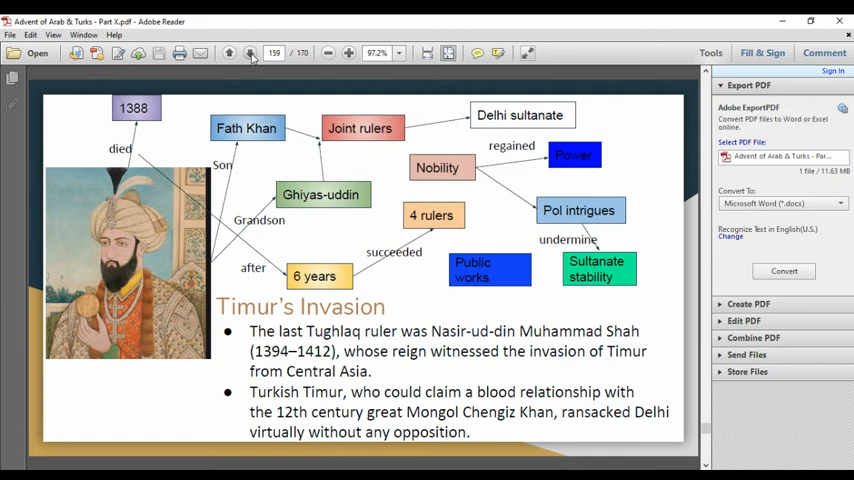 Advent of Arab & Turks - Part X.pdf - Adobe Reader
File Edit View Window Help
Open
159 / 170
97.2%
Tools Fill & Sign Comment
Sign In
1388
Fath Khan
Joint rulers
Delhi sultanate
died
regained
Power
Son
Nobility
Ghiyas-uddin
Grandson
4 rulers
Pol intrigues
succeeded
undermine
after
6 years
Public
works
Sultanate
stability
Timur's Invasion
● The last Tughlaq ruler was Nasir-ud-din Muhammad Shah
(1394–1412), whose reign witnessed the invasion of Timur
from Central Asia.
● Turkish Timur, who could claim a blood relationship with
the 12th century great Mongol Chengiz Khan, ransacked Delhi
virtually without any opposition.
Export PDF
Adobe ExportPDF
Convert PDF files to Word or Excel
online.
Select PDF File:
Advent of Arab & Turks - Part...
1 file / 11.63 MB
Convert To:
Microsoft Word (*.docx)
Recognize Text in English(U.S.)
Change
Convert
Create PDF
Edit PDF
Combine PDF
Send Files
Store Files